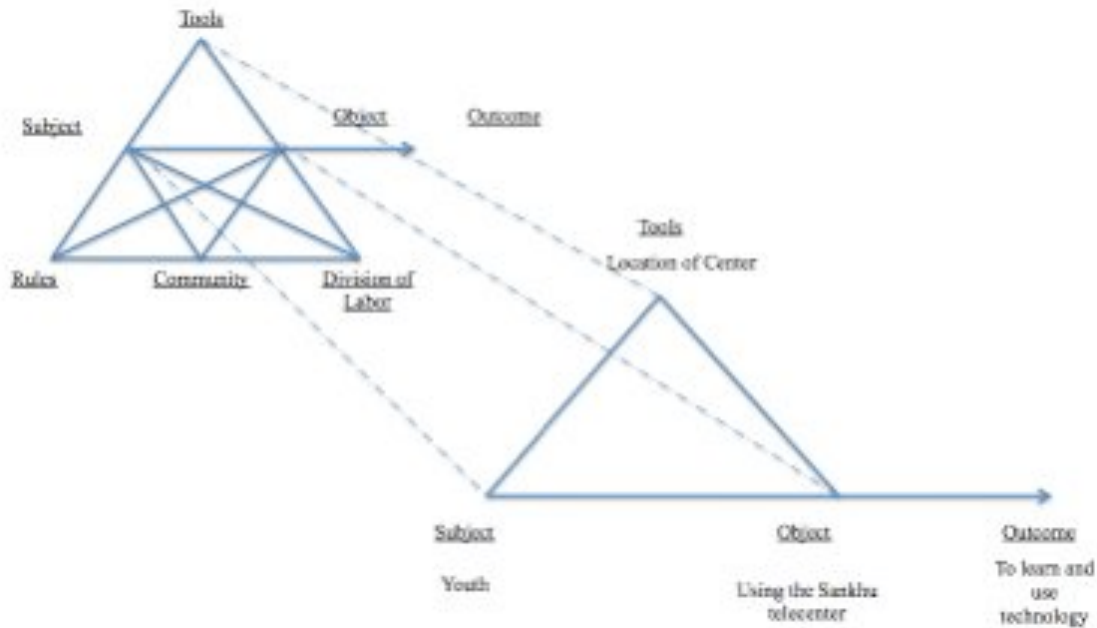 Tools
Subject
Object
Outcome
Rules
Community
Division of
Labor
Tools
Location of Center
Subject
Object
Outcome
Youth
Using the Sankhu
telecenter
To learn and
use
technology